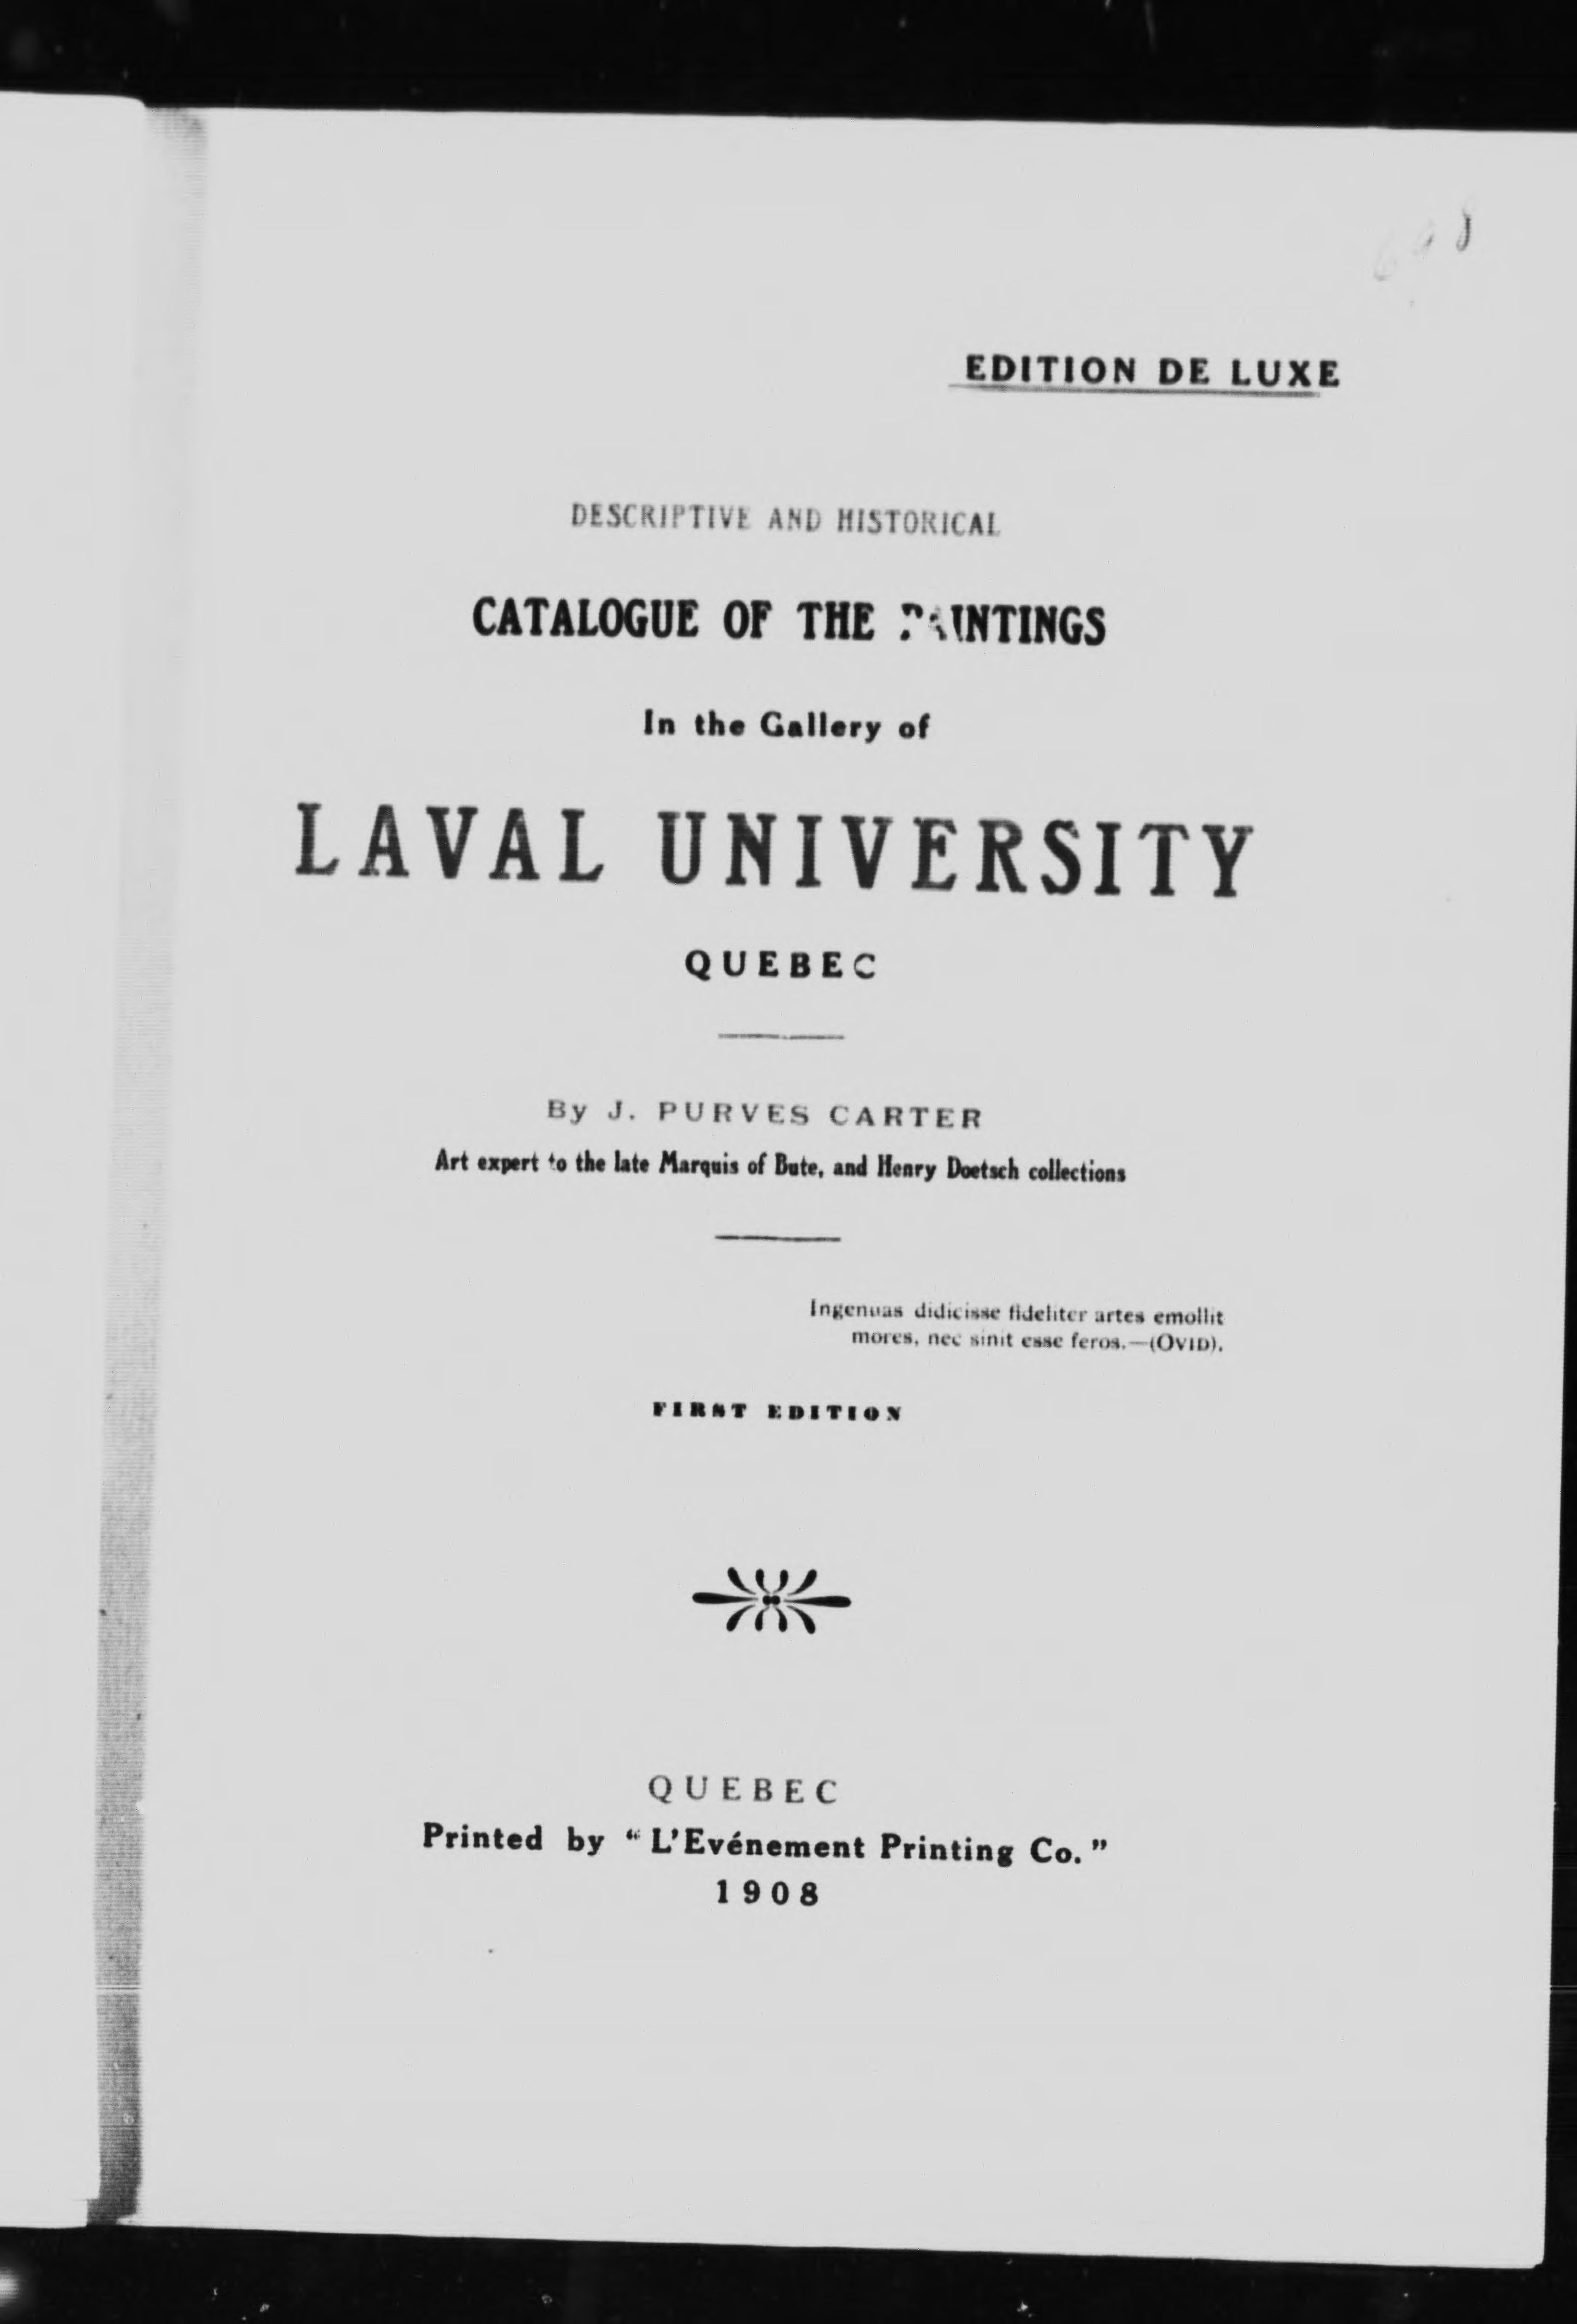 EDITION DE LUXE
DESCRIPTIVE AND HISTORICAL
CATALOGUE OF THE PAINTINGS
In the Gallery of
LAVAL UNIVERSITY
QUEBEC
By J. PURVES CARTER
Art expert to the late Marquis of Bute, and Henry Doetsch collections
Ingenuas didicisse fideliter artes emollit
mores, nec sinit esse feros.—(OVID).
FIRST EDITION
QUEBEC
Printed by “L'Evénement Printing Co.”
1908